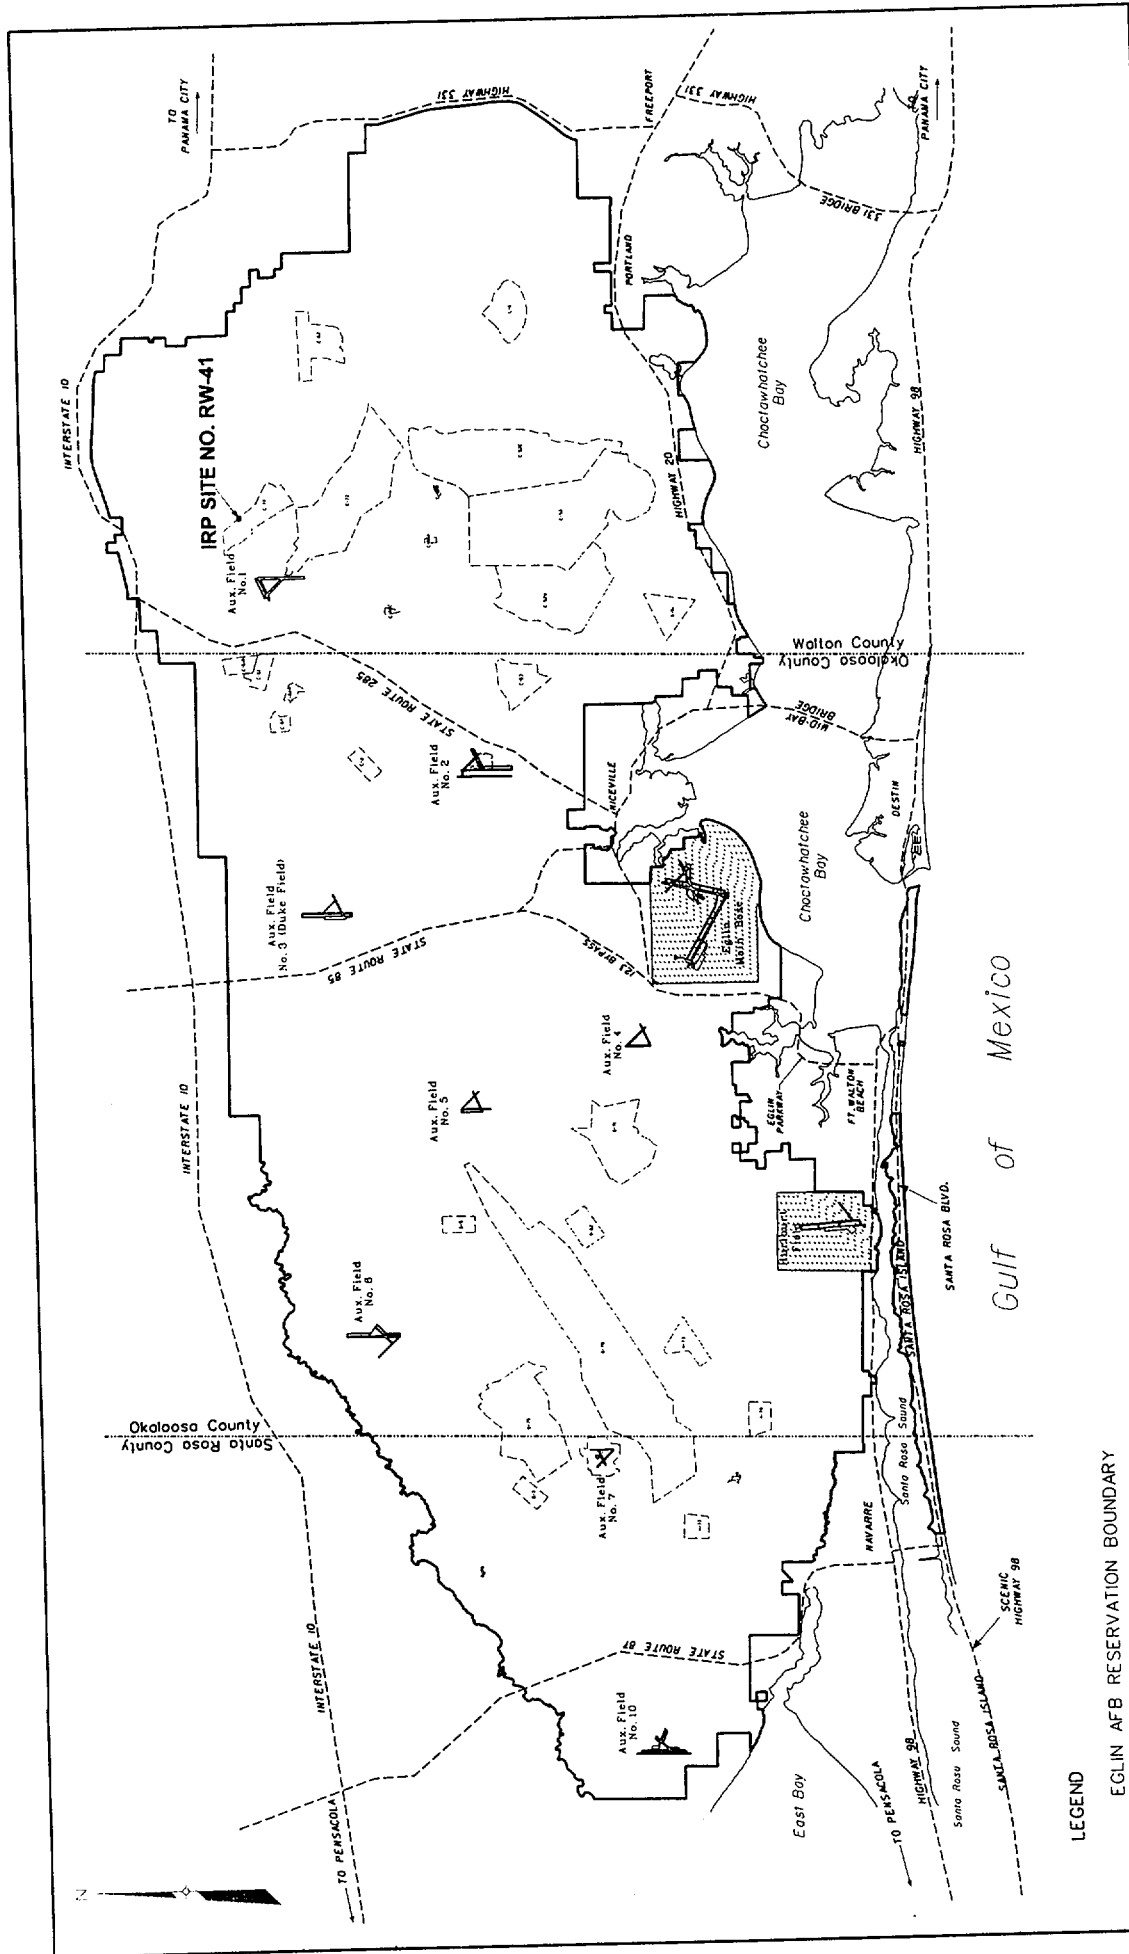 N
TO PENSACOLA
INTERSTATE 10
INTERSTATE 10
INTERSTATE 10
TO
PANAMA CITY
HIGHWAY 331
FREEPORT
HIGHWAY 331
331 BRIDGE
TO
PANAMA CITY
PORTLAND
IRP SITE NO. RW-41
Aux. Field
No. 1
HIGHWAY 20
Choctawhatchee
Bay
HIGHWAY 98
Walton County
Okaloosa County
STATE ROUTE 285
Aux. Field
No. 2
NICEVILLE
MID-BAY
BRIDGE
DESTIN
Choctawhatchee
Bay
Aux. Field
No. 3 (Duke Field)
STATE ROUTE 85
123 BYPASS
Eglin
Main Base
Aux. Field
No. 4
Aux. Field
No. 5
EGLIN
PARKWAY
FT. WALTON
BEACH
Hurlburt
Field
Aux. Field
No. 6
SANTA ROSA ISLAND
SANTA ROSA BLVD.
Gulf of Mexico
Okaloosa County
Santa Rosa County
Aux. Field
No. 7
NAVARRE
Santa Rosa Sound
STATE ROUTE 87
Aux. Field
No. 10
East Bay
TO PENSACOLA
HIGHWAY 98
Santa Rosa Sound
SANTA ROSA ISLAND
SCENIC
HIGHWAY 98
LEGEND
EGLIN AFB RESERVATION BOUNDARY